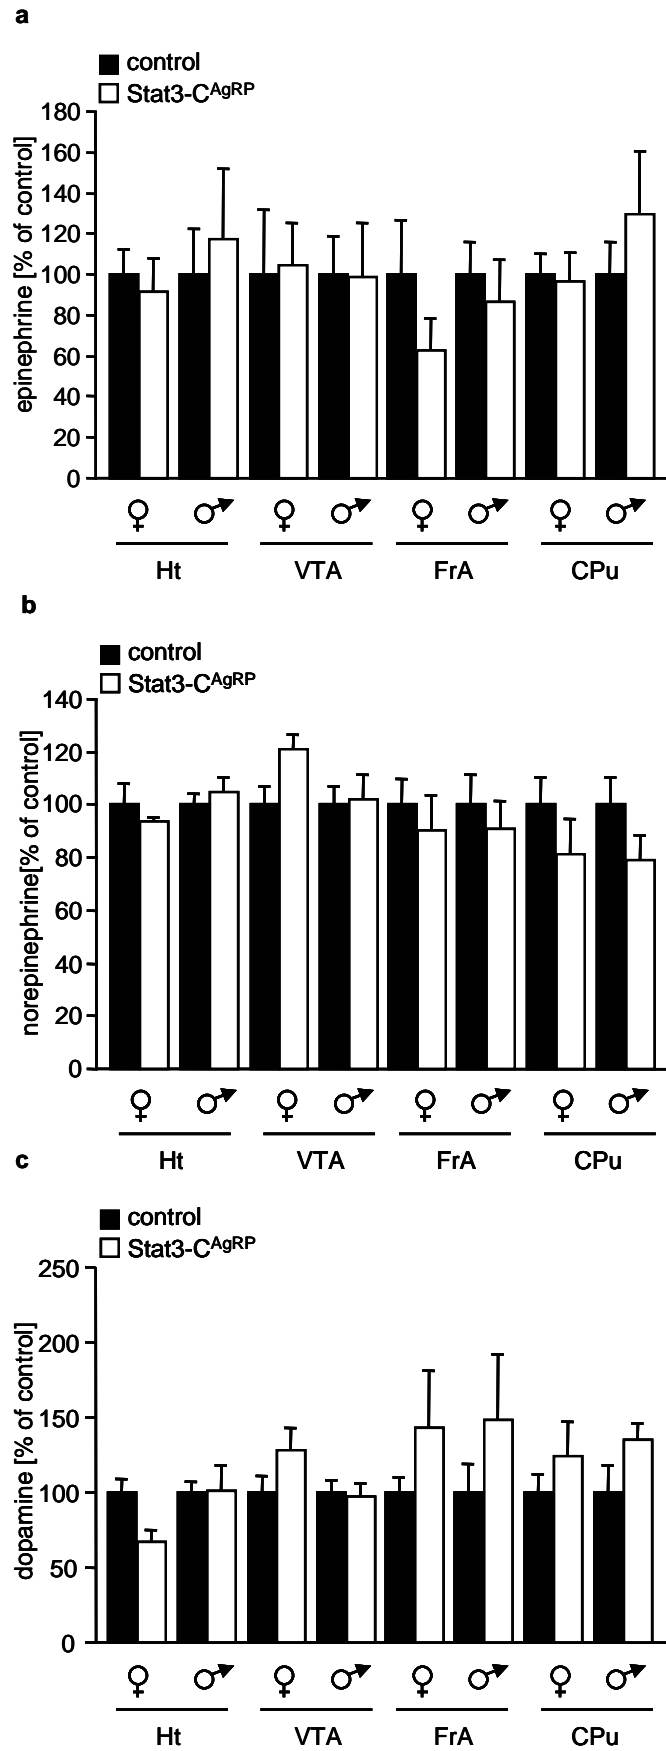 a
control
Stat3-C^AgRP
epinephrine [% of control]
180
160
140
120
100
80
60
40
20
0
♀ ♂ ♀ ♂ ♀ ♂ ♀ ♂
Ht VTA FrA CPu
b
control
Stat3-C^AgRP
norepinephrine[% of control]
140
120
100
80
60
40
20
0
♀ ♂ ♀ ♂ ♀ ♂ ♀ ♂
Ht VTA FrA CPu
c
control
Stat3-C^AgRP
dopamine [% of control]
250
200
150
100
50
0
♀ ♂ ♀ ♂ ♀ ♂ ♀ ♂
Ht VTA FrA CPu